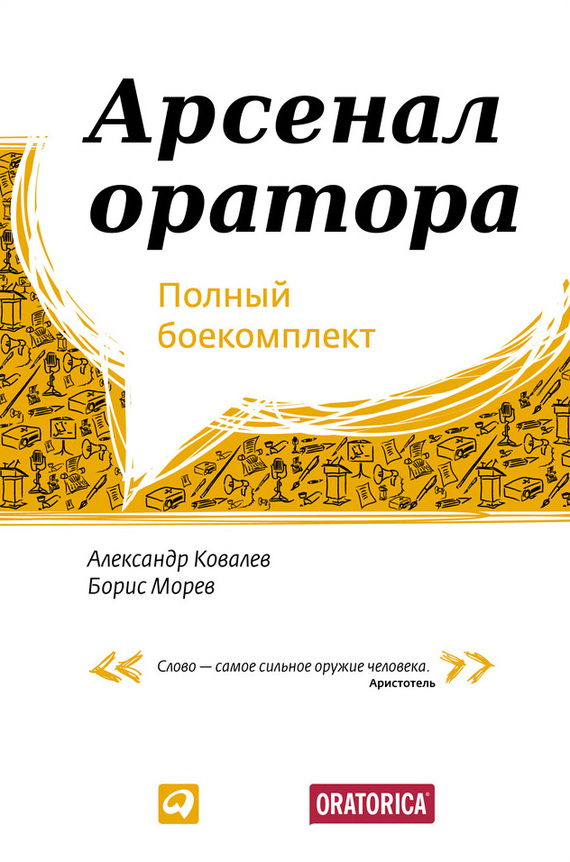 Арсенал
оратора
Полный
боекомплект
Александр Ковалев
Борис Морев
« Слово — самое сильное оружие человека. »
Аристотель
ORATORICA®